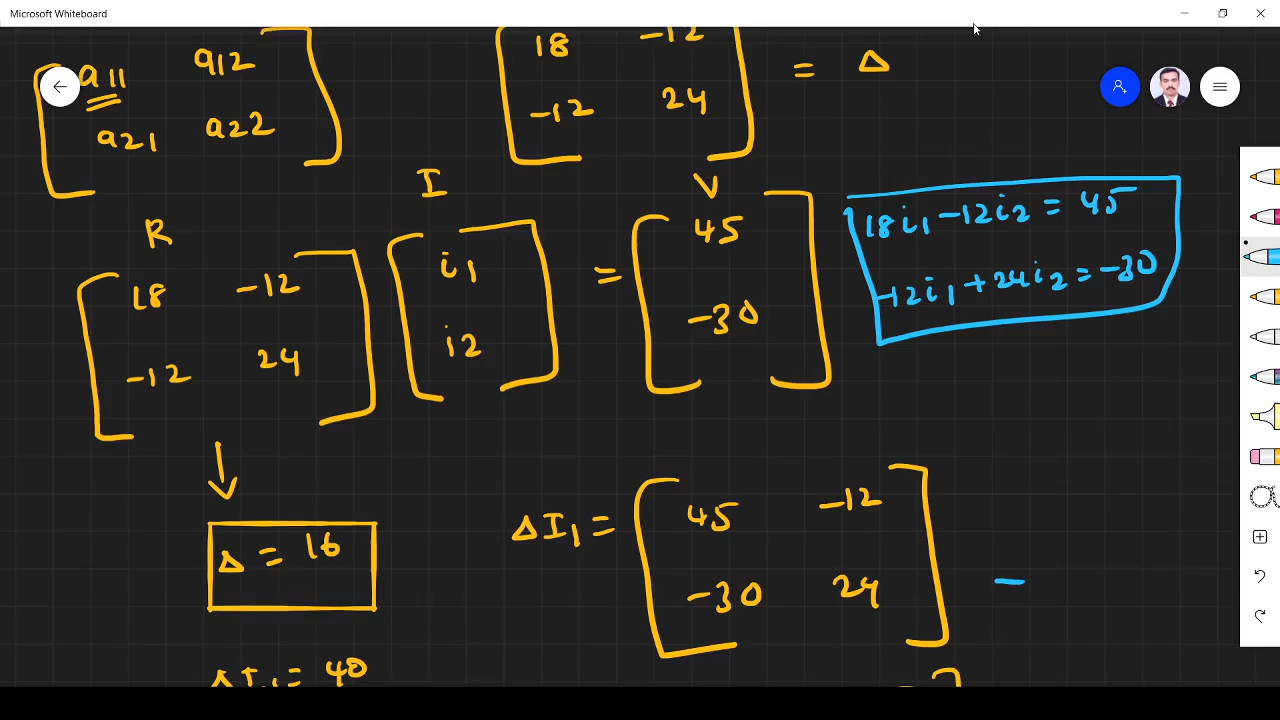 Microsoft Whiteboard
a11 a12
a21 a22
18 -12
-12 24
= Δ
R I V
18 -12
-12 24
i1
i2
=
45
-30
18i1 - 12i2 = 45
-12i1 + 24i2 = -30
Δ = 16
ΔI1 =
45 -12
-30 24
= 40